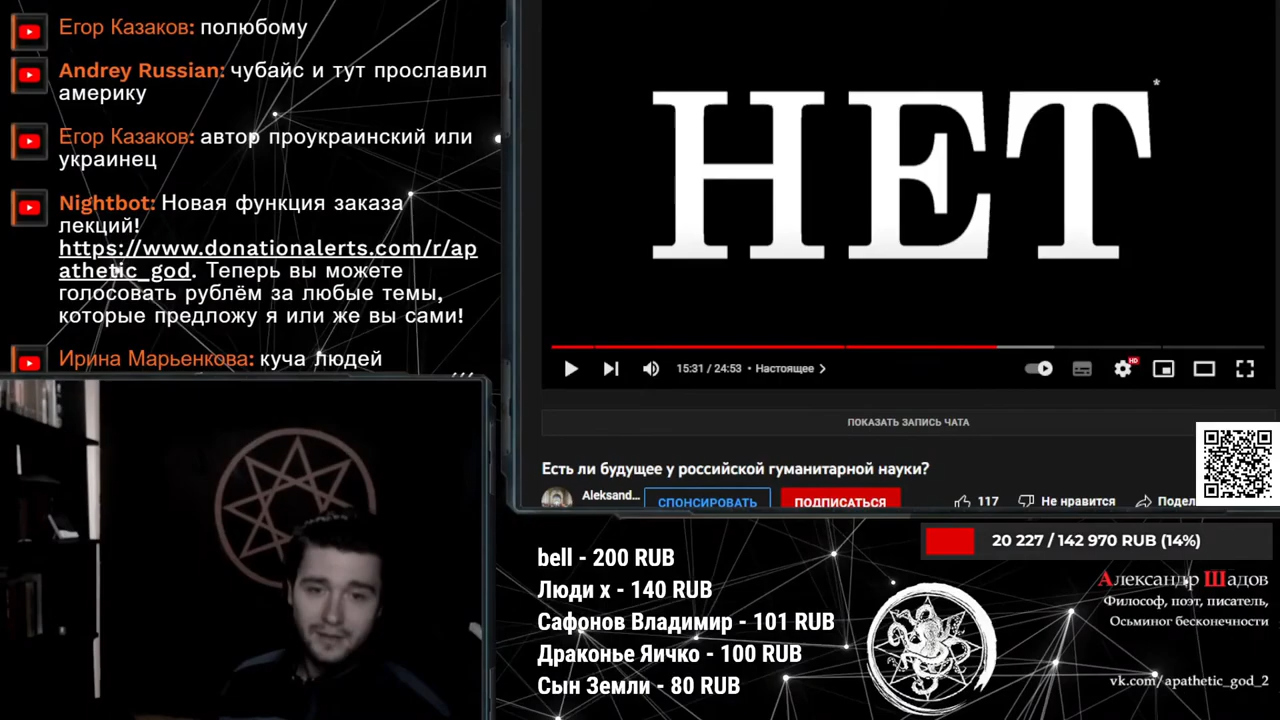 Егор Казаков: полюбому
Andrey Russian: чубайс и тут прославил
америку
Егор Казаков: автор проукраинский или
украинец
Nightbot: Новая функция заказа
лекций!
https://www.donationalerts.com/r/ap
athetic_god. Теперь вы можете
голосовать рублём за любые темы,
которые предложу я или же вы сами!
Ирина Марьенкова: куча людей
НЕТ*
15:31 / 24:53 • Настоящее
HD
ПОКАЗАТЬ ЗАПИСЬ ЧАТА
Есть ли будущее у российской гуманитарной науки?
Aleksand...
СПОНСИРОВАТЬ
ПОДПИСАТЬСЯ
117
Не нравится
Подел
20 227 / 142 970 RUB (14%)
bell - 200 RUB
Люди х - 140 RUB
Сафонов Владимир - 101 RUB
Драконье Яичко - 100 RUB
Сын Земли - 80 RUB
Александр Шадов
Философ, поэт, писатель,
Осьминог бесконечности
vk.com/apathetic_god_2